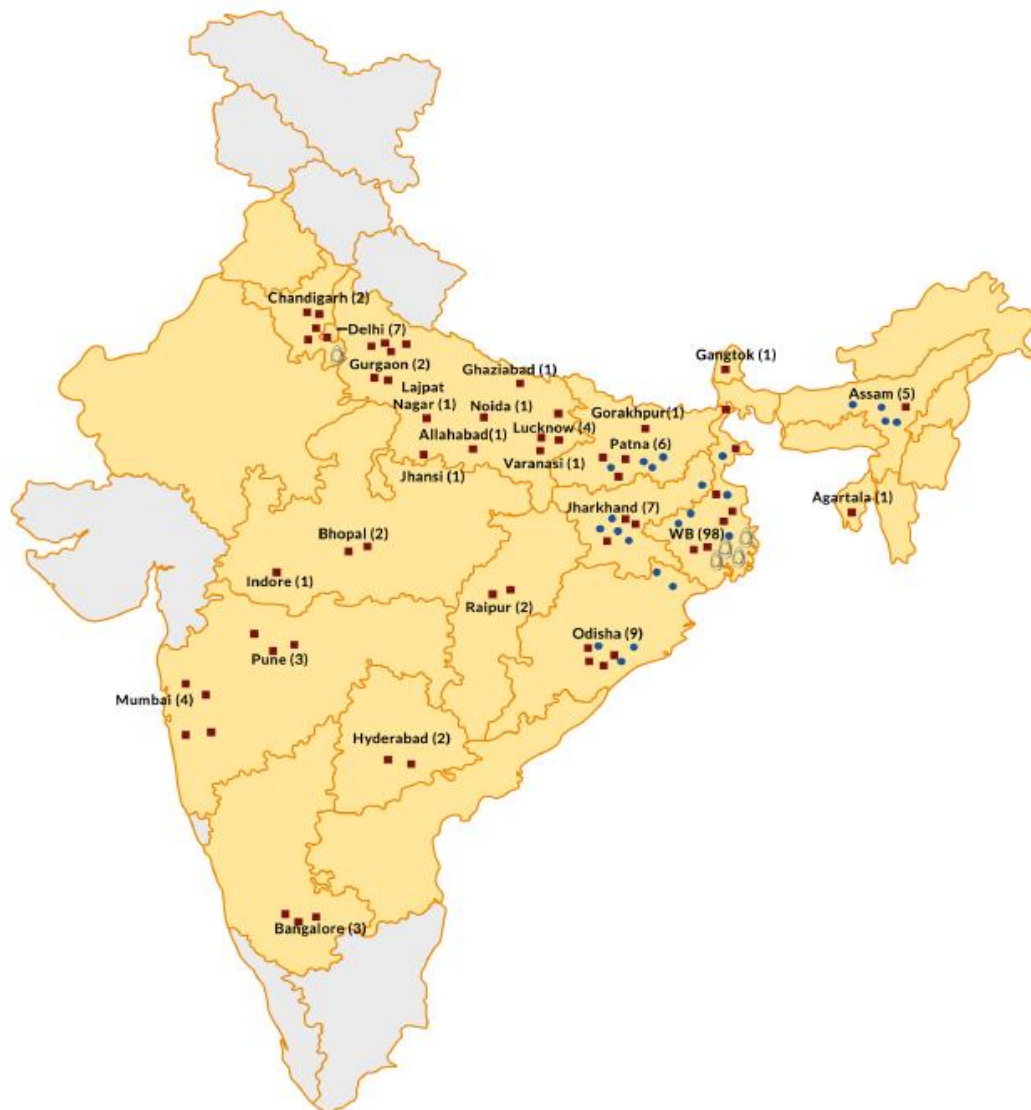 Chandigarh (2)
Delhi (7)
Gurgaon (2)
Ghaziabad (1)
Gangtok (1)
Lajpat
Nagar (1)
Noida (1)
Assam (5)
Gorakhpur(1)
Lucknow (4)
Allahabad(1)
Patna (6)
Varanasi (1)
Jhansi (1)
Agartala (1)
Jharkhand (7)
WB (98)
Bhopal (2)
Indore (1)
Raipur (2)
Odisha (9)
Pune (3)
Mumbai (4)
Hyderabad (2)
Bangalore (3)